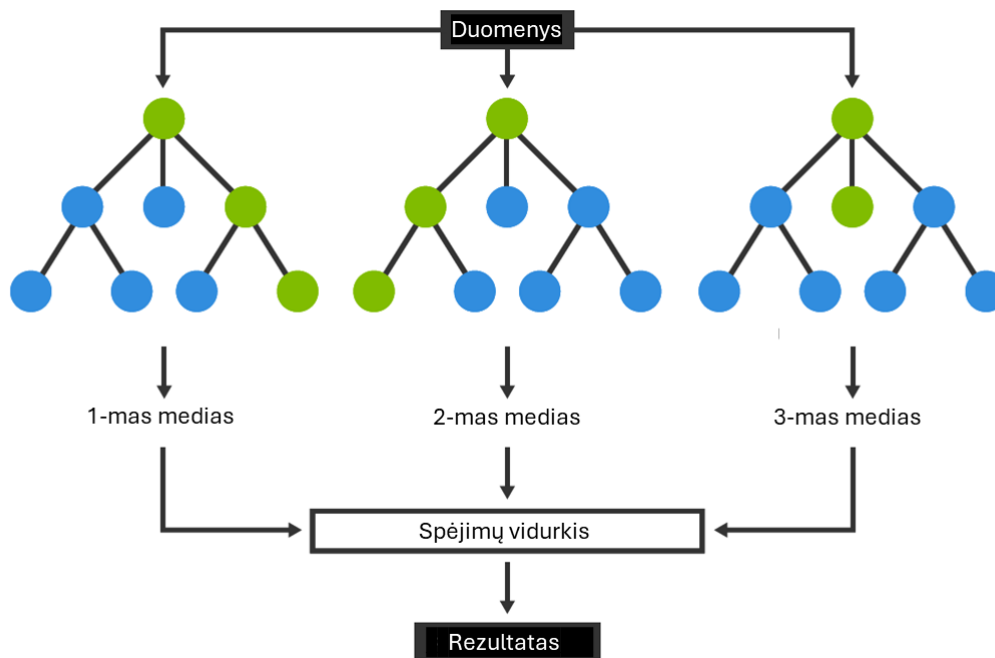 Duomenys
1-mas medias
2-mas medias
3-mas medias
Spėjimų vidurkis
Rezultatas